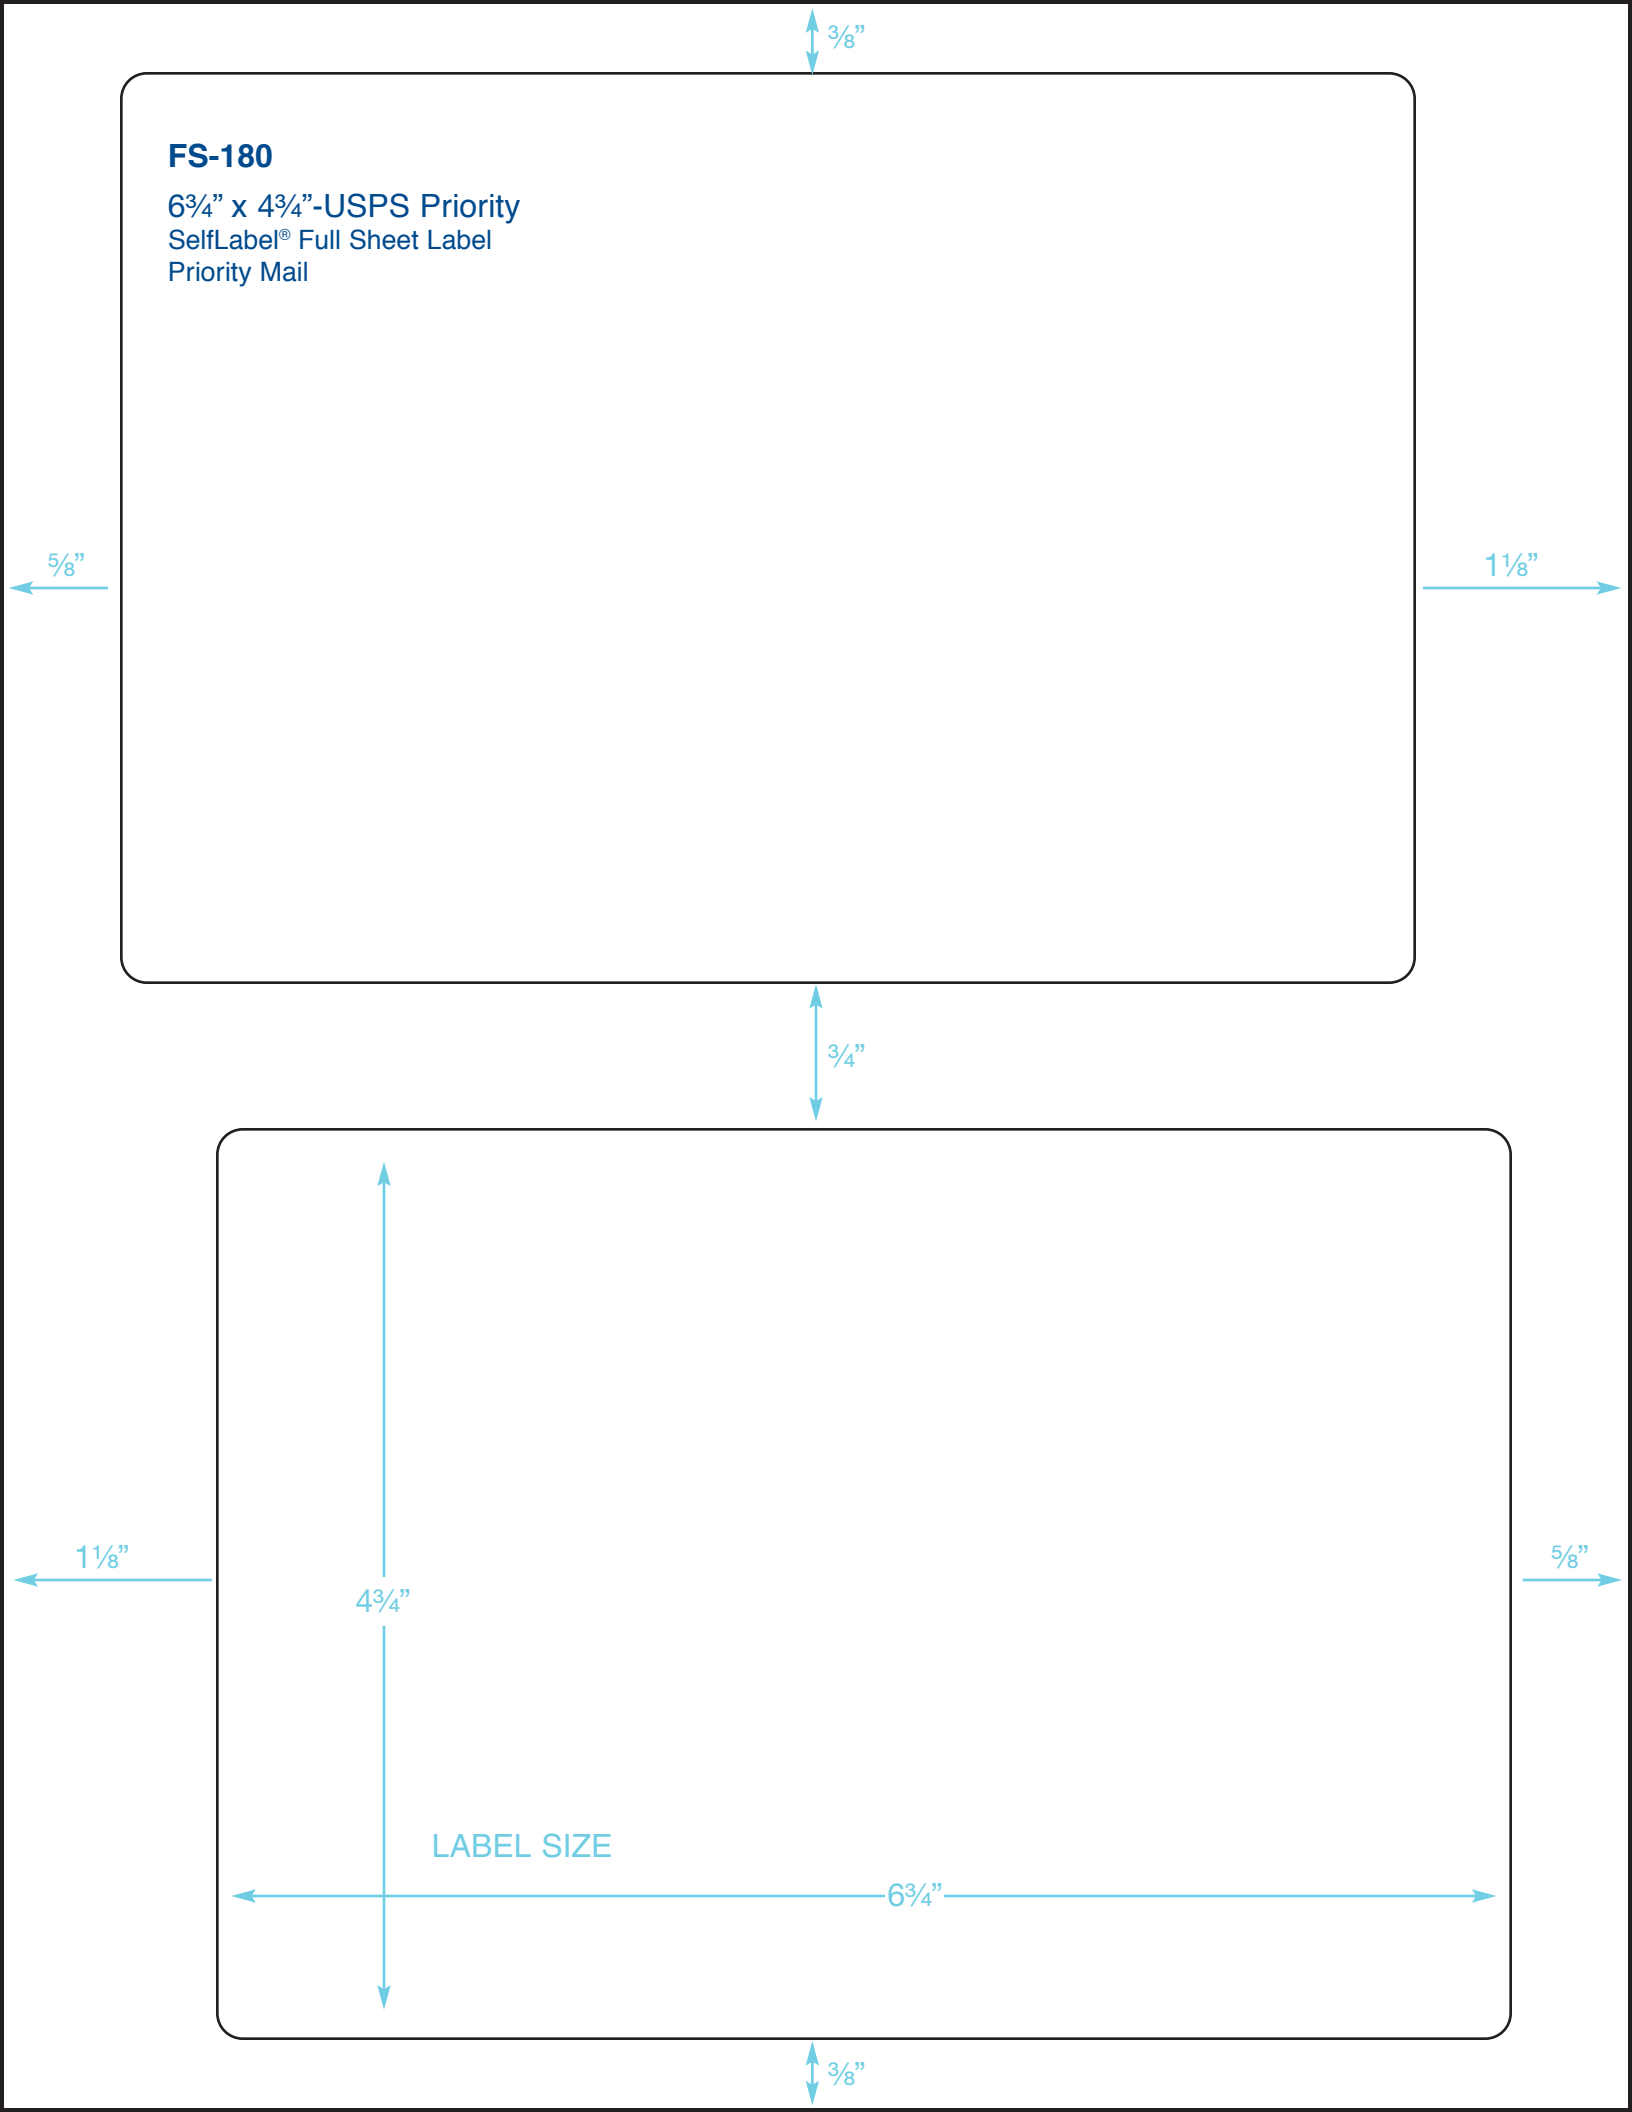 ⅜”
FS-180
6¾” x 4¾”-USPS Priority
SelfLabel® Full Sheet Label
Priority Mail
⅝”
1⅛”
¾”
1⅛”
⅝”
4¾”
LABEL SIZE
6¾”
⅜”